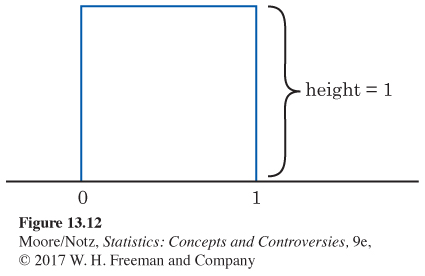 height = 1
0 1
Figure 13.12
Moore/Notz, Statistics: Concepts and Controversies, 9e,
© 2017 W. H. Freeman and Company